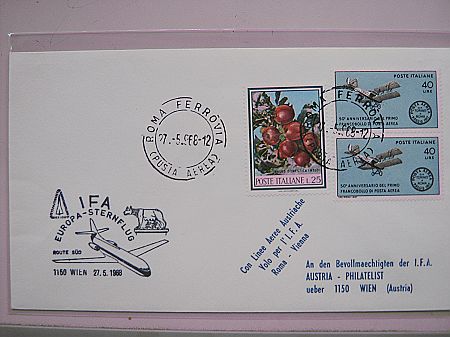 ROMA FERROVIA
27.-5.SF68-12
(POSTA AEREA)
POSTE ITALIANE L.25
POSTE ITALIANE
40
LIRE
50° ANNIVERSARIO DEL PRIMO
FRANCOBOLLO DI POSTA AEREA
POSTE ITALIANE
40
LIRE
50° ANNIVERSARIO DEL PRIMO
FRANCOBOLLO DI POSTA AEREA
IFA
EUROPA-STERNFLUG
ROUTE SÜD
1150 WIEN 27.5.1968
Con Linee Aeree Austriache
Volo per l'I.F.A.
Roma - Vienna
An den Bevollmaechtigten der I.F.A.
AUSTRIA - PHILATELIST
ueber 1150 WIEN (Austria)